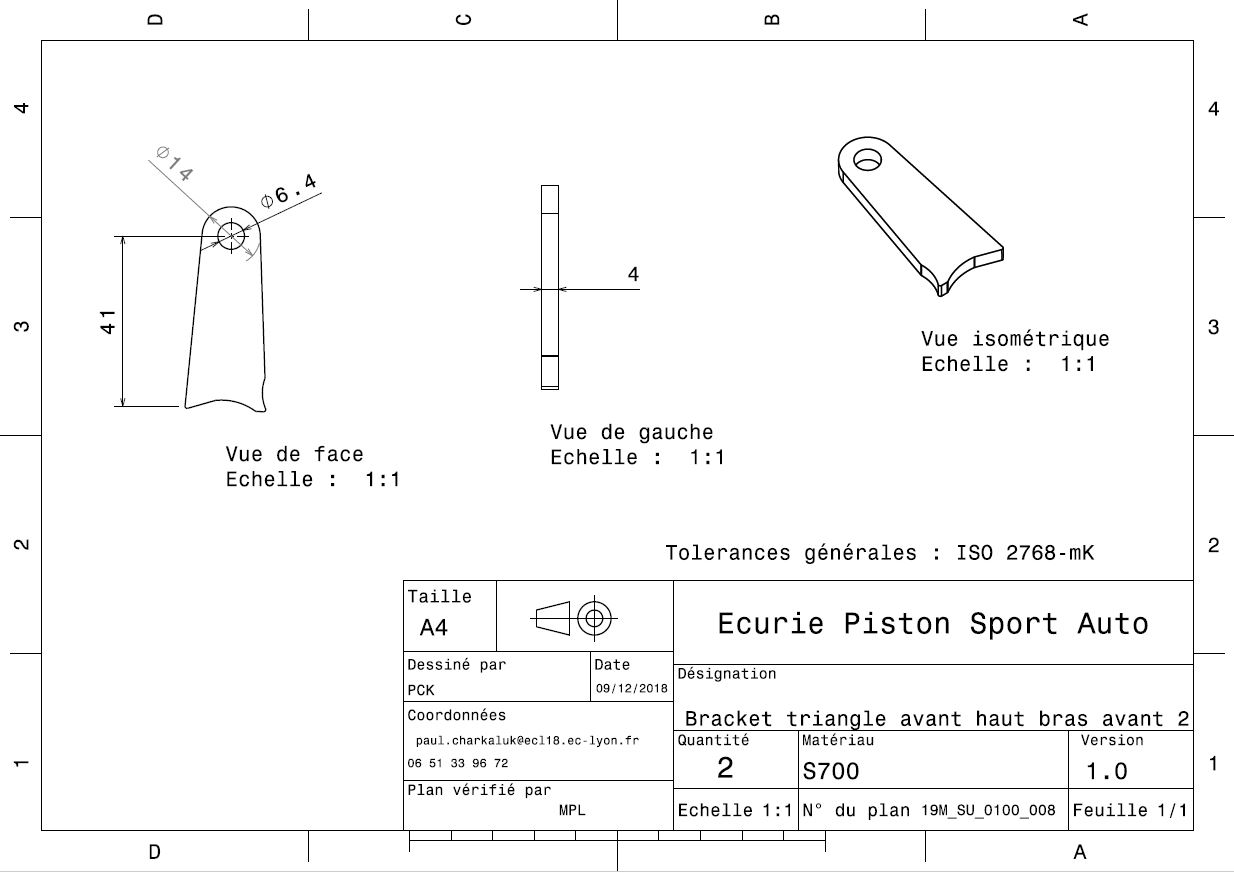 D C B A
4 4
⌀14
⌀6.4
41
4
3 3
Vue isométrique
Echelle : 1:1
Vue de gauche
Echelle : 1:1
Vue de face
Echelle : 1:1
2 2
Tolerances générales : ISO 2768-mK
Taille
A4
Ecurie Piston Sport Auto
Dessiné par
PCK
Date
09/12/2018
Désignation
Bracket triangle avant haut bras avant 2
Coordonnées
paul.charkaluk@ecl18.ec-lyon.fr
06 51 33 96 72
Quantité
2
Matériau
S700
Version
1.0
1 1
Plan vérifié par
MPL
Echelle 1:1
N° du plan 19M_SU_0100_008
Feuille 1/1
D A